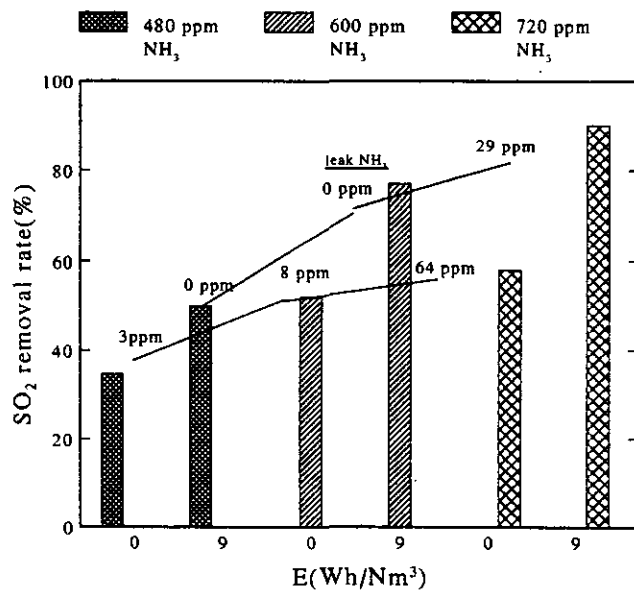 480 ppm NH₃
600 ppm NH₃
720 ppm NH₃
SO₂ removal rate(%)
100
80
60
40
20
0
leak NH₃
3ppm
0 ppm
8 ppm
0 ppm
64 ppm
29 ppm
0
9
0
9
0
9
E(Wh/Nm³)